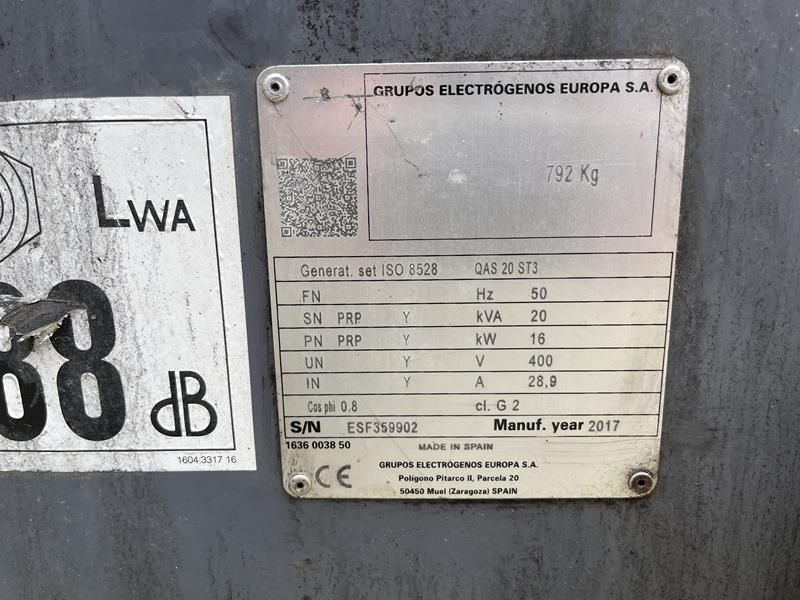 LWA
88
dB
1604 3317 16
GRUPOS ELECTRÓGENOS EUROPA S.A.
792 Kg
Generat. set ISO 8528 QAS 20 ST3
FN Hz 50
SN PRP Y kVA 20
PN PRP Y kW 16
UN Y V 400
IN Y A 28,9
Cos phi 0.8 cl. G 2
S/N ESF359902 Manuf. year 2017
1636 0038 50 MADE IN SPAIN
CE
GRUPOS ELECTRÓGENOS EUROPA S.A.
Polígono Pitarco II, Parcela 20
50450 Muel (Zaragoza) SPAIN